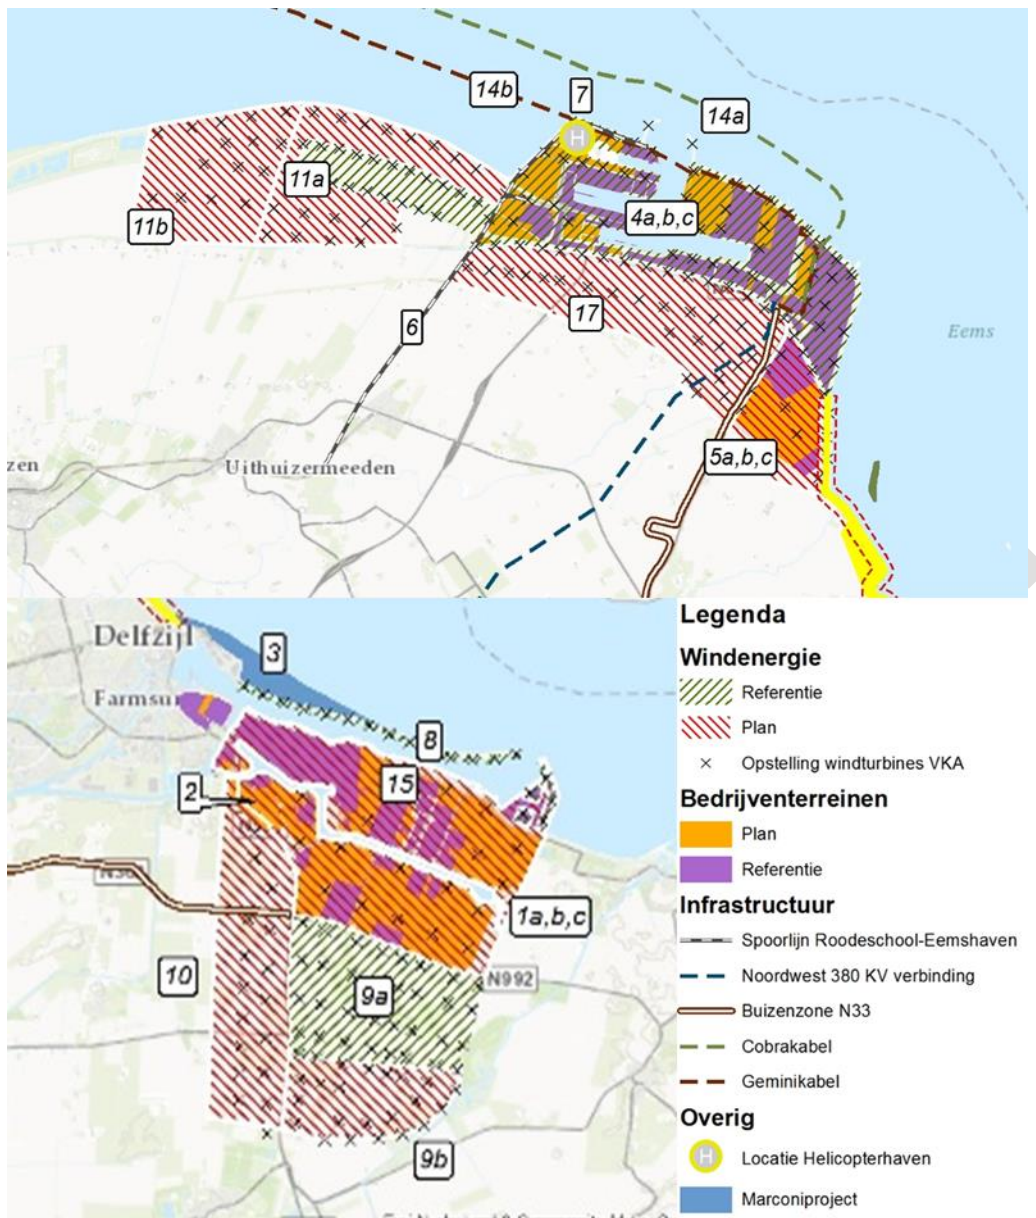 7
14b
14a
11a
11b
4a,b,c
Eems
17
6
zen
Uithuizermeeden
5a,b,c
Delfzijl
3
Farmsu
8
2
15
1a,b,c
10
9a
N992
9b
Legenda
Windenergie
Referentie
Plan
Opstelling windturbines VKA
Bedrijventerreinen
Plan
Referentie
Infrastructuur
Spoorlijn Roodeschool-Eemshaven
Noordwest 380 KV verbinding
Buizenzone N33
Cobrakabel
Geminikabel
Overig
H
Locatie Helicopterhaven
Marconiproject